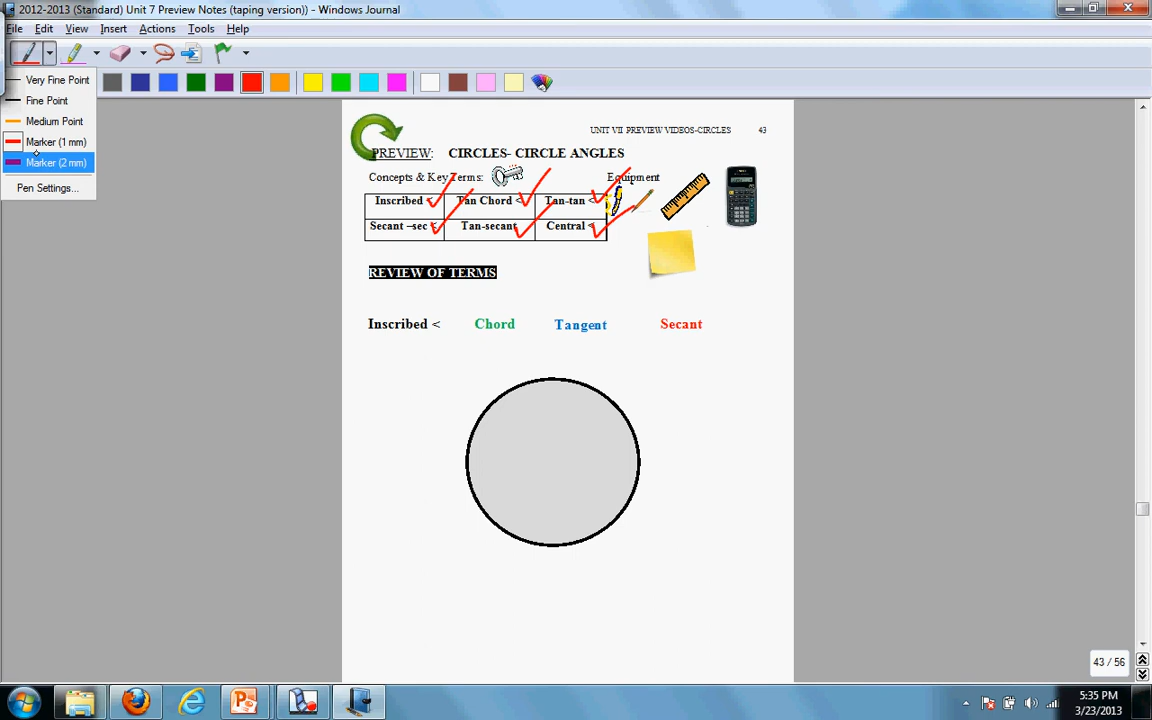 2012-2013 (Standard) Unit 7 Preview Notes (taping version)) - Windows Journal
File Edit View Insert Actions Tools Help
Very Fine Point
Fine Point
Medium Point
Marker (1 mm)
Marker (2 mm)
Pen Settings...
UNIT VII PREVIEW VIDEOS-CIRCLES 43
PREVIEW: CIRCLES- CIRCLE ANGLES
Concepts & Key Terms: Equipment
Inscribed < Tan Chord < Tan-tan <
Secant –sec < Tan-secant Central <
REVIEW OF TERMS
Inscribed < Chord Tangent Secant
43 / 56
5:35 PM
3/23/2013